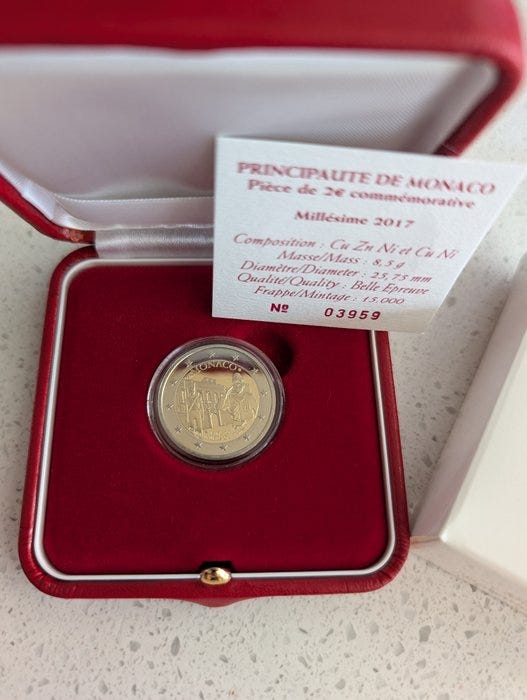 PRINCIPAUTE DE MONACO
Pièce de 2€ commémorative
Millésime 2017
Composition : Cu Zn Ni et Cu Ni
Masse/Mass : 8,5 g
Diamètre/Diameter : 25,75 mm
Qualité/Quality : Belle Epreuve
Frappe/Mintage : 15.000
Nº 03959
MONACO